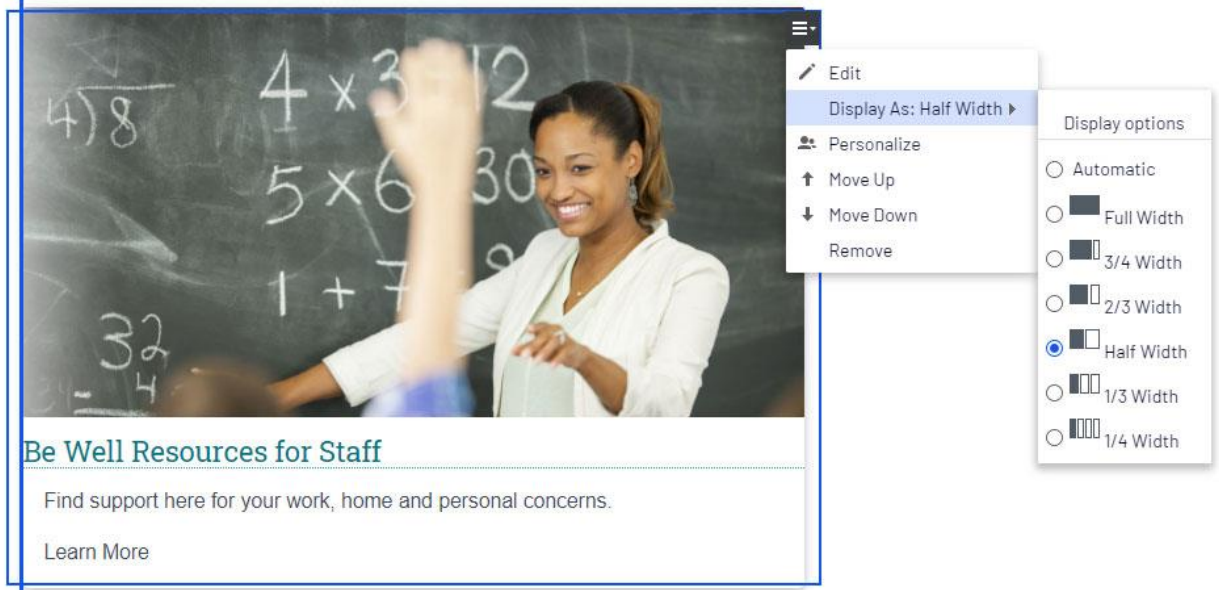 4 x 3 12
4)8
5 x 6 30
1 + 7 8
32
4
Edit
Display As: Half Width
Personalize
Move Up
Move Down
Remove
Display options
Automatic
Full Width
3/4 Width
2/3 Width
Half Width
1/3 Width
1/4 Width
Be Well Resources for Staff
Find support here for your work, home and personal concerns.
Learn More